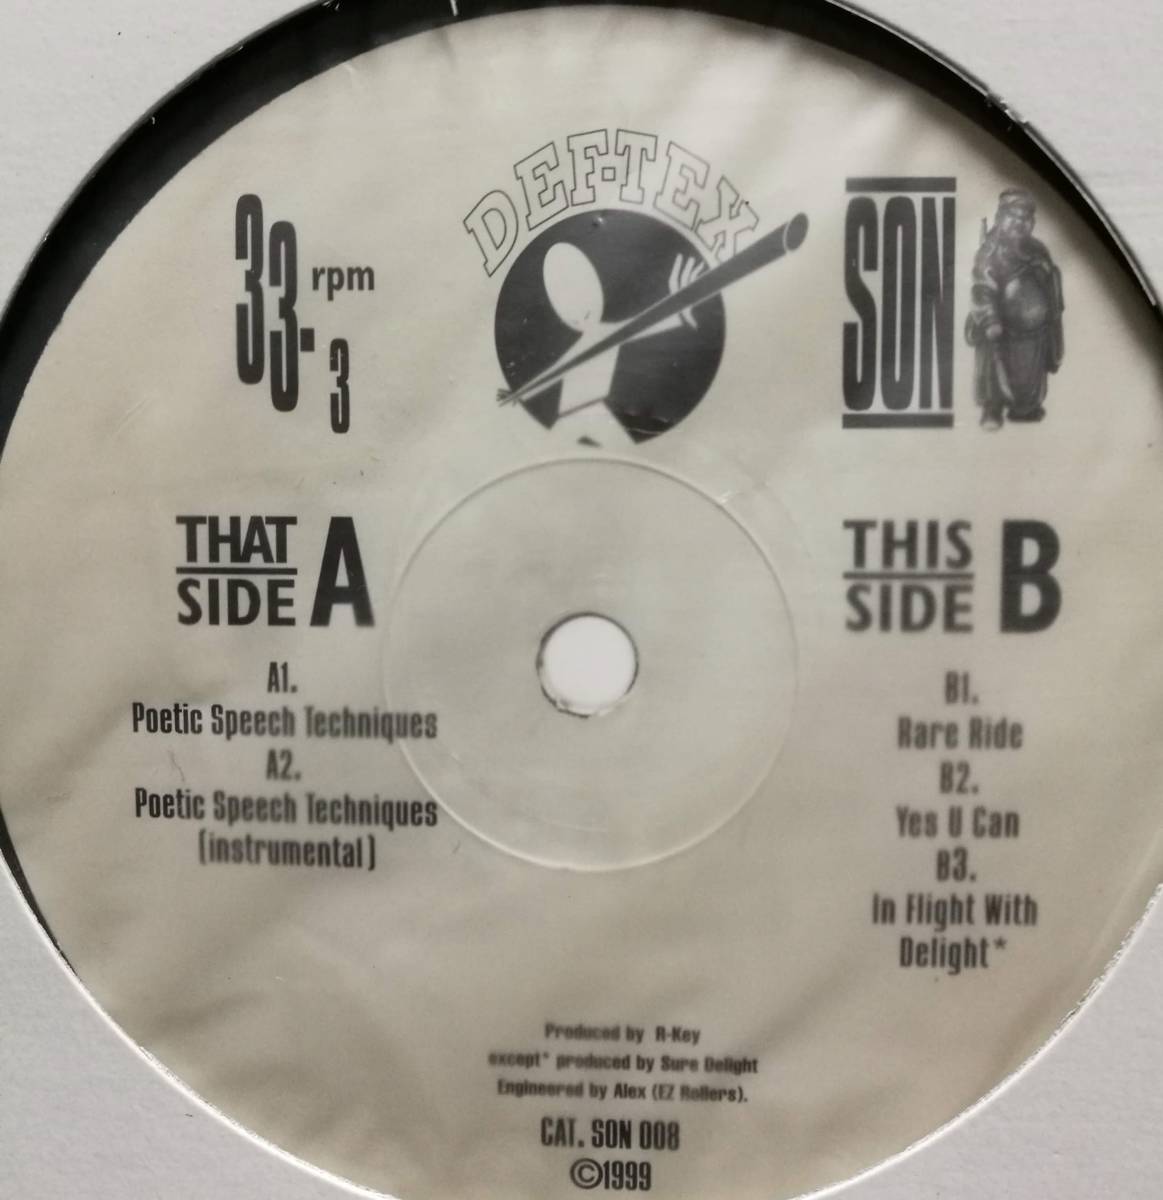 DEF-TEX
33.3
rpm
SON
THAT
SIDE A
A1.
Poetic Speech Techniques
A2.
Poetic Speech Techniques
(instrumental)
THIS
SIDE B
B1.
Rare Ride
B2.
Yes U Can
B3.
In Flight With
Delight*
Produced by R-Key
except* produced by Sure Delight
Engineered by Alex (EZ Rollers).
CAT. SON 008
©1999